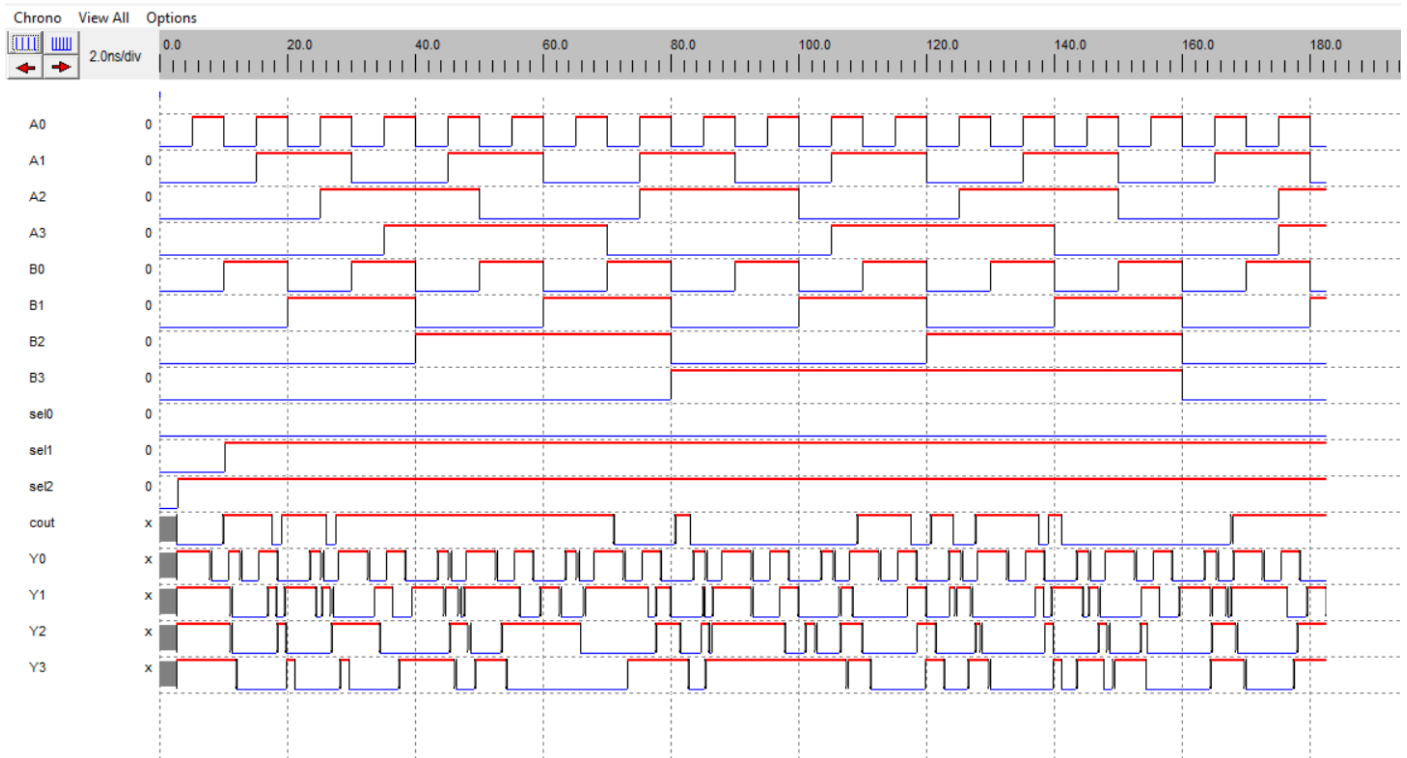 Chrono View All Options
2.0ns/div 0.0 20.0 40.0 60.0 80.0 100.0 120.0 140.0 160.0 180.0
A0 0
A1 0
A2 0
A3 0
B0 0
B1 0
B2 0
B3 0
sel0 0
sel1 0
sel2 0
cout x
Y0 x
Y1 x
Y2 x
Y3 x